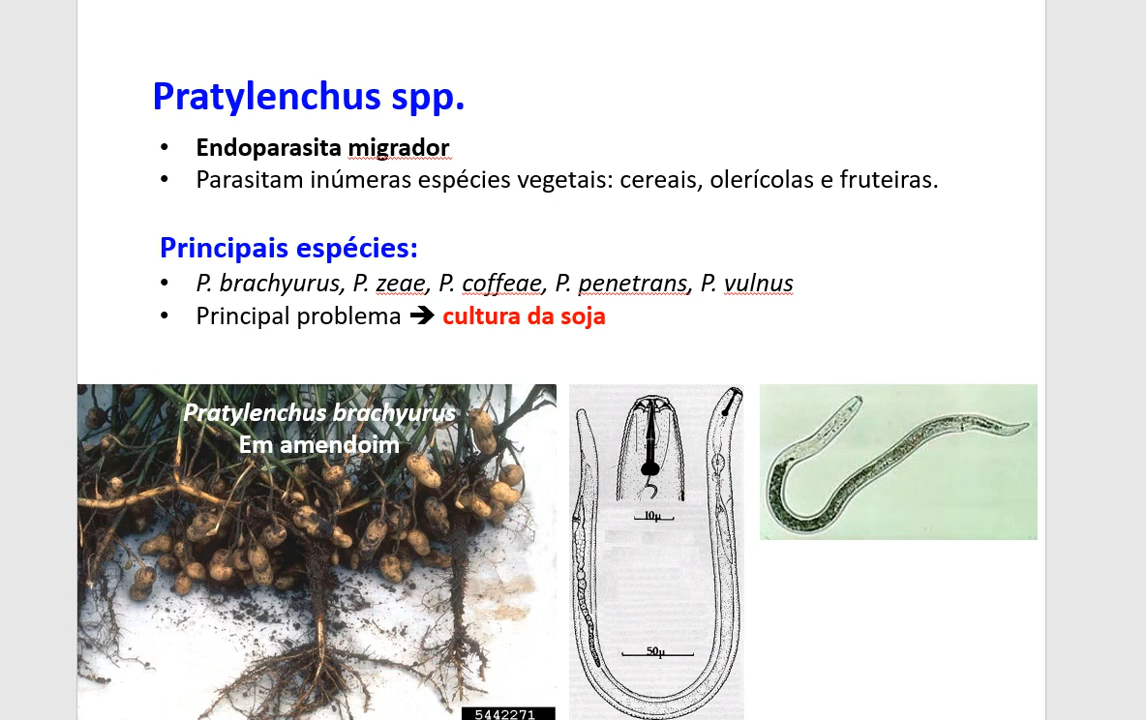 Pratylenchus spp.
• Endoparasita migrador
• Parasitam inúmeras espécies vegetais: cereais, olerícolas e fruteiras.
Principais espécies:
• P. brachyurus, P. zeae, P. coffeae, P. penetrans, P. vulnus
• Principal problema ➔ cultura da soja
Pratylenchus brachyurus
Em amendoim
10µ
50µ
5442271